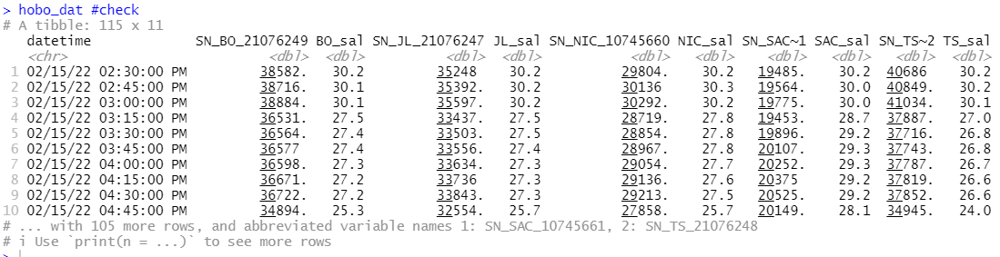 > hobo_dat #check
# A tibble: 115 x 11
datetime SN_BO_21076249 BO_sal SN_JL_21076247 JL_sal SN_NIC_10745660 NIC_sal SN_SAC~1 SAC_sal SN_TS~2 TS_sal
<chr> <dbl> <dbl> <dbl> <dbl> <dbl> <dbl> <dbl> <dbl> <dbl> <dbl>
1 02/15/22 02:30:00 PM 38582. 30.2 35248 30.2 29804. 30.2 19485. 30.2 40686 30.2
2 02/15/22 02:45:00 PM 38716. 30.1 35392. 30.2 30136 30.3 19564. 30.0 40849. 30.2
3 02/15/22 03:00:00 PM 38884. 30.1 35597. 30.2 30292. 30.2 19775. 30.0 41034. 30.1
4 02/15/22 03:15:00 PM 36531. 27.5 33437. 27.5 28719. 27.8 19453. 28.7 37887. 27.0
5 02/15/22 03:30:00 PM 36564. 27.4 33503. 27.5 28854. 27.8 19896. 29.2 37716. 26.8
6 02/15/22 03:45:00 PM 36577 27.4 33556. 27.4 28967. 27.8 20107. 29.3 37743. 26.8
7 02/15/22 04:00:00 PM 36598. 27.3 33634. 27.3 29054. 27.7 20252. 29.3 37787. 26.7
8 02/15/22 04:15:00 PM 36671. 27.2 33736 27.3 29136. 27.6 20375 29.2 37819. 26.6
9 02/15/22 04:30:00 PM 36722. 27.2 33843. 27.3 29213. 27.5 20525. 29.2 37852. 26.6
10 02/15/22 04:45:00 PM 34894. 25.3 32554. 25.7 27858. 25.7 20149. 28.1 34945. 24.0
# ... with 105 more rows, and abbreviated variable names 1: SN_SAC_10745661, 2: SN_TS_21076248
# i Use `print(n = ...)` to see more rows
>